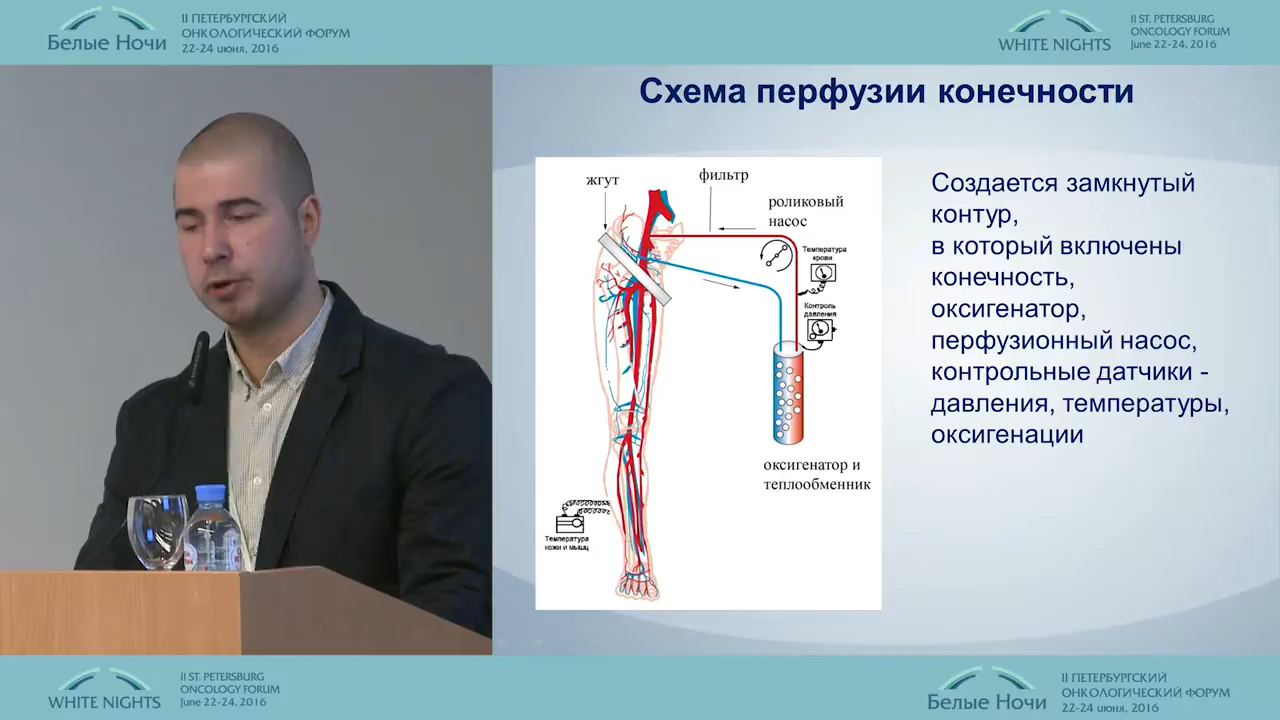 Белые Ночи
II ПЕТЕРБУРГСКИЙ
ОНКОЛОГИЧЕСКИЙ ФОРУМ
22-24 июня, 2016
WHITE NIGHTS
II ST. PETERSBURG
ONCOLOGY FORUM
June 22-24, 2016
Схема перфузии конечности
жгут
фильтр
роликовый
насос
Температура
крови
Контроль
давления
оксигенатор и
теплообменник
Температура
кожи и мышц
Создается замкнутый
контур,
в который включены
конечность,
оксигенатор,
перфузионный насос,
контрольные датчики -
давления, температуры,
оксигенации
WHITE NIGHTS
II ST. PETERSBURG
ONCOLOGY FORUM
June 22-24, 2016
Белые Ночи
II ПЕТЕРБУРГСКИЙ
ОНКОЛОГИЧЕСКИЙ ФОРУМ
22-24 июня, 2016